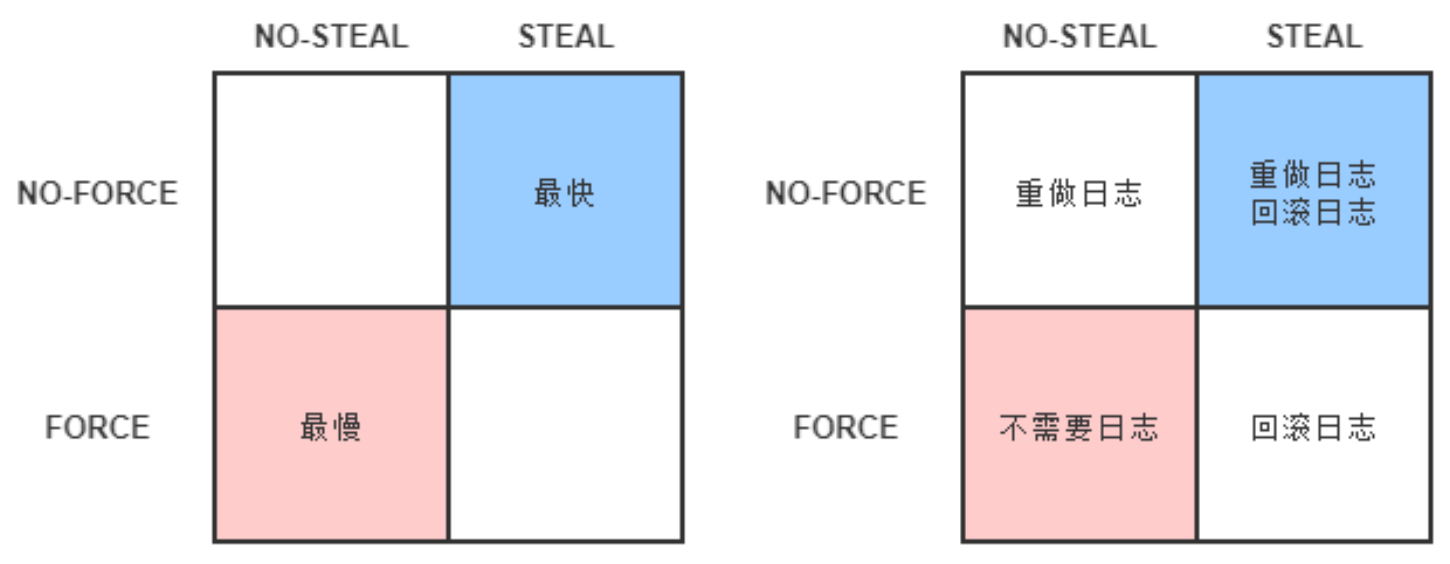 NO-STEAL STEAL
NO-FORCE 最快
FORCE 最慢
NO-STEAL STEAL
NO-FORCE 重做日志 重做日志
回滚日志
FORCE 不需要日志 回滚日志